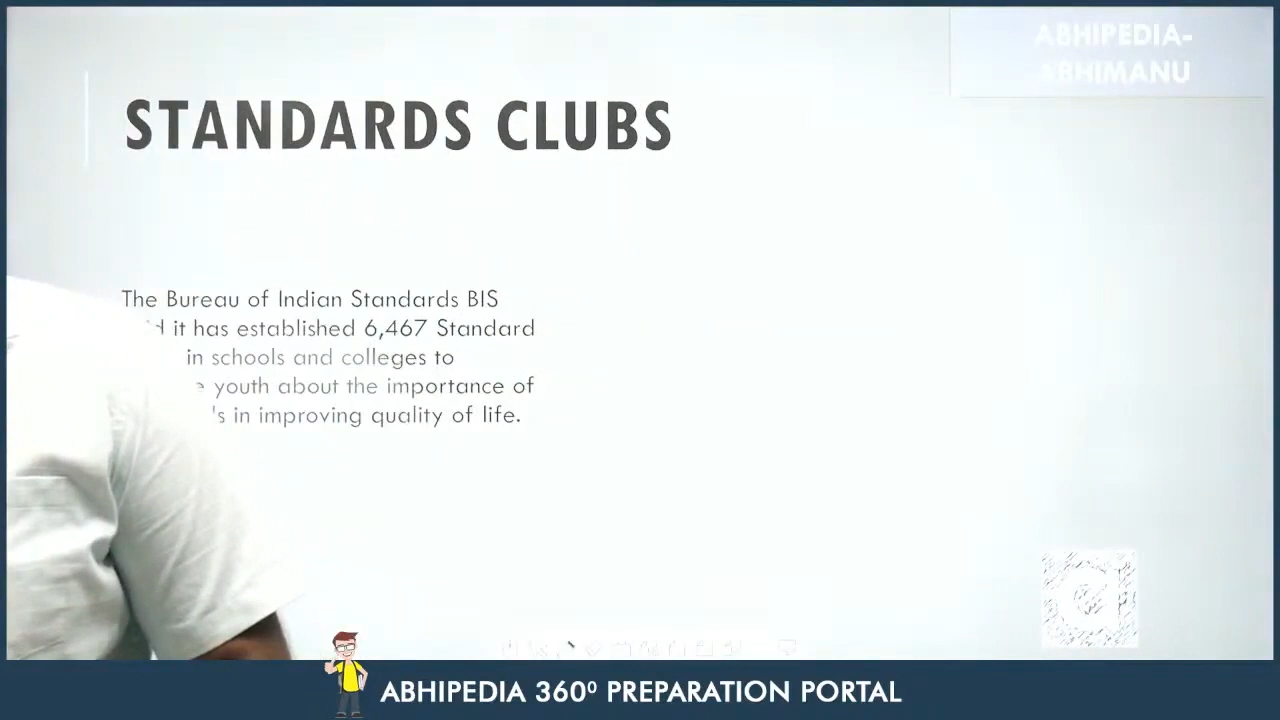 ABHIPEDIA-
ABHIMANU
STANDARDS CLUBS
The Bureau of Indian Standards BIS
it has established 6,467 Standard
in schools and colleges to
youth about the importance of
in improving quality of life.
ABHIPEDIA 360⁰ PREPARATION PORTAL